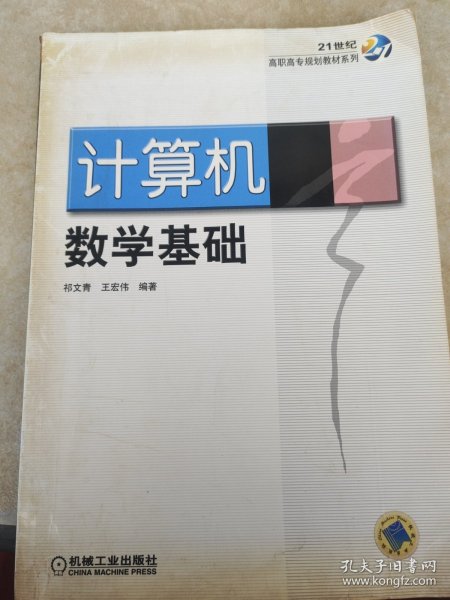 21世纪
高职高专规划教材系列
21
计算机
数学基础
祁文青 王宏伟 编著
机械工业出版社
CHINA MACHINE PRESS
孔夫子旧书网
www.kongfz.com